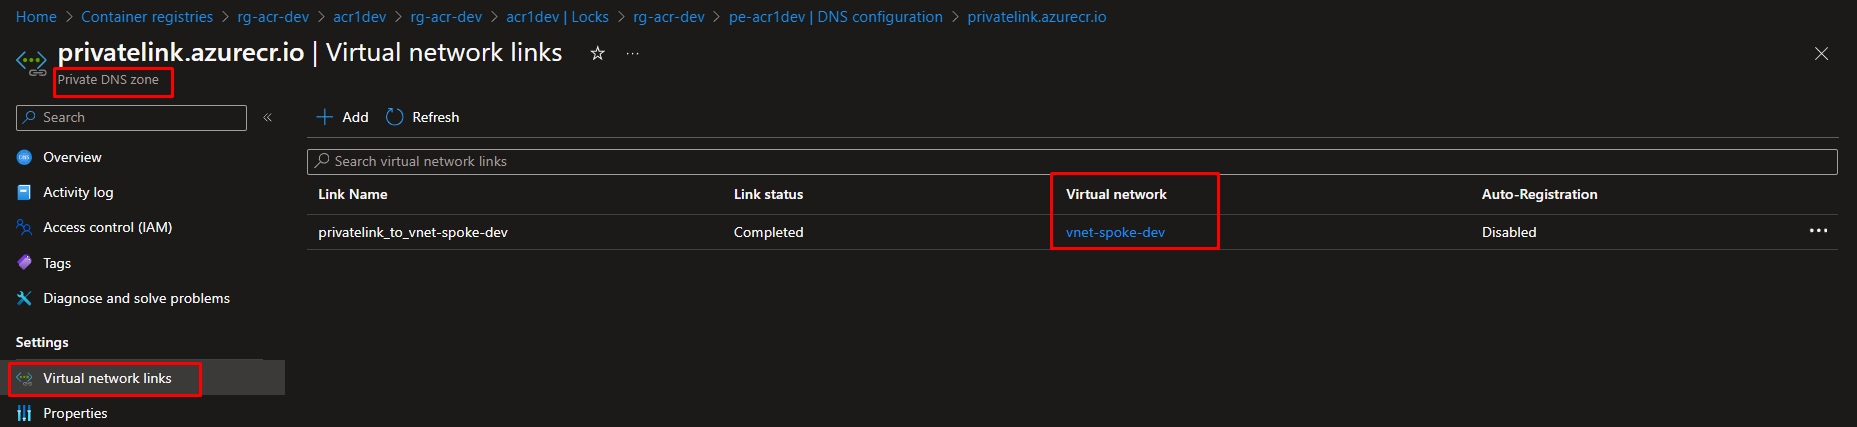 Home > Container registries > rg-acr-dev > acr1dev > rg-acr-dev > acr1dev | Locks > rg-acr-dev > pe-acr1dev | DNS configuration > privatelink.azurecr.io
privatelink.azurecr.io | Virtual network links ☆ ···
Private DNS zone
Search «
+ Add Refresh
Overview
Search virtual network links
Activity log
Link Name Link status Virtual network Auto-Registration
Access control (IAM)
privatelink_to_vnet-spoke-dev Completed vnet-spoke-dev Disabled ···
Tags
Diagnose and solve problems
Settings
Virtual network links
Properties